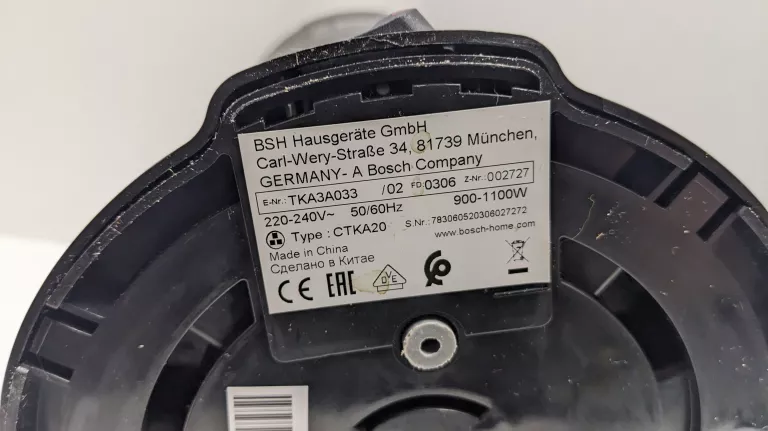 BSH Hausgeräte GmbH
Carl-Wery-Straße 34, 81739 München,
GERMANY- A Bosch Company
E-Nr.: TKA3A033 /02 FD:0306 Z-Nr.:002727
220-240V~ 50/60Hz 900-1100W
Type : CTKA20 S.Nr.:783060520306027272
www.bosch-home.com
Made in China
Сделано в Китае
CE EAC DVE